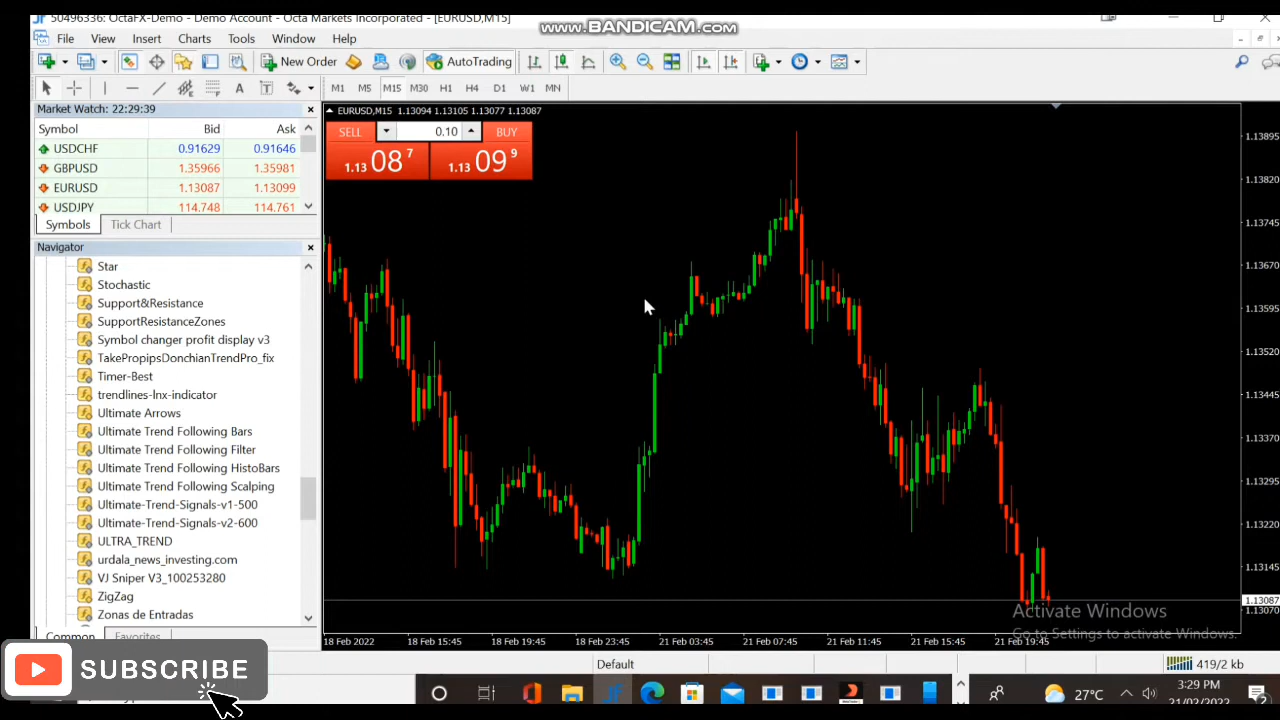 50496336: OctaFX-Demo - Demo Account - Octa Markets Incorporated - [EURUSD,M15]
www.BANDICAM.com
File View Insert Charts Tools Window Help
New Order AutoTrading
A T M1 M5 M15 M30 H1 H4 D1 W1 MN
Market Watch: 22:29:39
Symbol Bid Ask
USDCHF 0.91629 0.91646
GBPUSD 1.35966 1.35981
EURUSD 1.13087 1.13099
USDJPY 114.748 114.761
Symbols Tick Chart
Navigator
Star
Stochastic
Support&Resistance
SupportResistanceZones
Symbol changer profit display v3
TakePropipsDonchianTrendPro_fix
Timer-Best
trendlines-lnx-indicator
Ultimate Arrows
Ultimate Trend Following Bars
Ultimate Trend Following Filter
Ultimate Trend Following HistoBars
Ultimate Trend Following Scalping
Ultimate-Trend-Signals-v1-500
Ultimate-Trend-Signals-v2-600
ULTRA_TREND
urdala_news_investing.com
VJ Sniper V3_100253280
ZigZag
Zonas de Entradas
Common Favorites
EURUSD,M15 1.13094 1.13105 1.13077 1.13087
SELL 0.10 BUY
1.13 08 7 1.13 09 9
1.13895
1.13820
1.13745
1.13670
1.13595
1.13520
1.13445
1.13370
1.13295
1.13220
1.13145
1.13087
1.13070
Activate Windows
Go to Settings to activate Windows.
18 Feb 2022 18 Feb 15:45 18 Feb 19:45 18 Feb 23:45 21 Feb 03:45 21 Feb 07:45 21 Feb 11:45 21 Feb 15:45 21 Feb 19:45
SUBSCRIBE
Default 419/2 kb
27°C 3:29 PM
21/02/2022